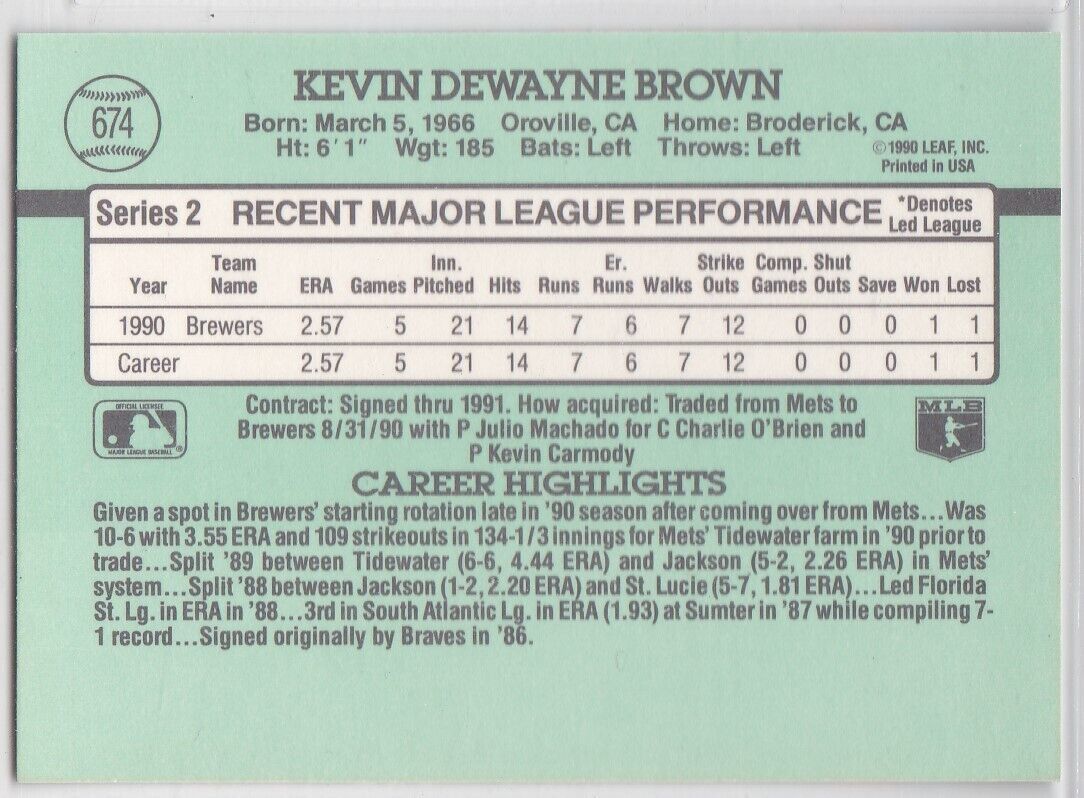 KEVIN DEWAYNE BROWN
674
Born: March 5, 1966 Oroville, CA Home: Broderick, CA
Ht: 6'1" Wgt: 185 Bats: Left Throws: Left
©1990 LEAF, INC.
Printed in USA
Series 2 RECENT MAJOR LEAGUE PERFORMANCE
*Denotes
Led League
Team Inn. Er. Strike Comp. Shut
Year Name ERA Games Pitched Hits Runs Runs Walks Outs Games Outs Save Won Lost
1990 Brewers 2.57 5 21 14 7 6 7 12 0 0 0 1 1
Career 2.57 5 21 14 7 6 7 12 0 0 0 1 1
OFFICIAL LICENSEE
MAJOR LEAGUE BASEBALL ®
Contract: Signed thru 1991. How acquired: Traded from Mets to
Brewers 8/31/90 with P Julio Machado for C Charlie O'Brien and
P Kevin Carmody
MLB
CAREER HIGHLIGHTS
Given a spot in Brewers' starting rotation late in '90 season after coming over from Mets...Was
10-6 with 3.55 ERA and 109 strikeouts in 134-1/3 innings for Mets' Tidewater farm in '90 prior to
trade...Split '89 between Tidewater (6-6, 4.44 ERA) and Jackson (5-2, 2.26 ERA) in Mets'
system...Split '88 between Jackson (1-2, 2.20 ERA) and St. Lucie (5-7, 1.81 ERA)...Led Florida
St. Lg. in ERA in '88...3rd in South Atlantic Lg. in ERA (1.93) at Sumter in '87 while compiling 7-
1 record...Signed originally by Braves in '86.